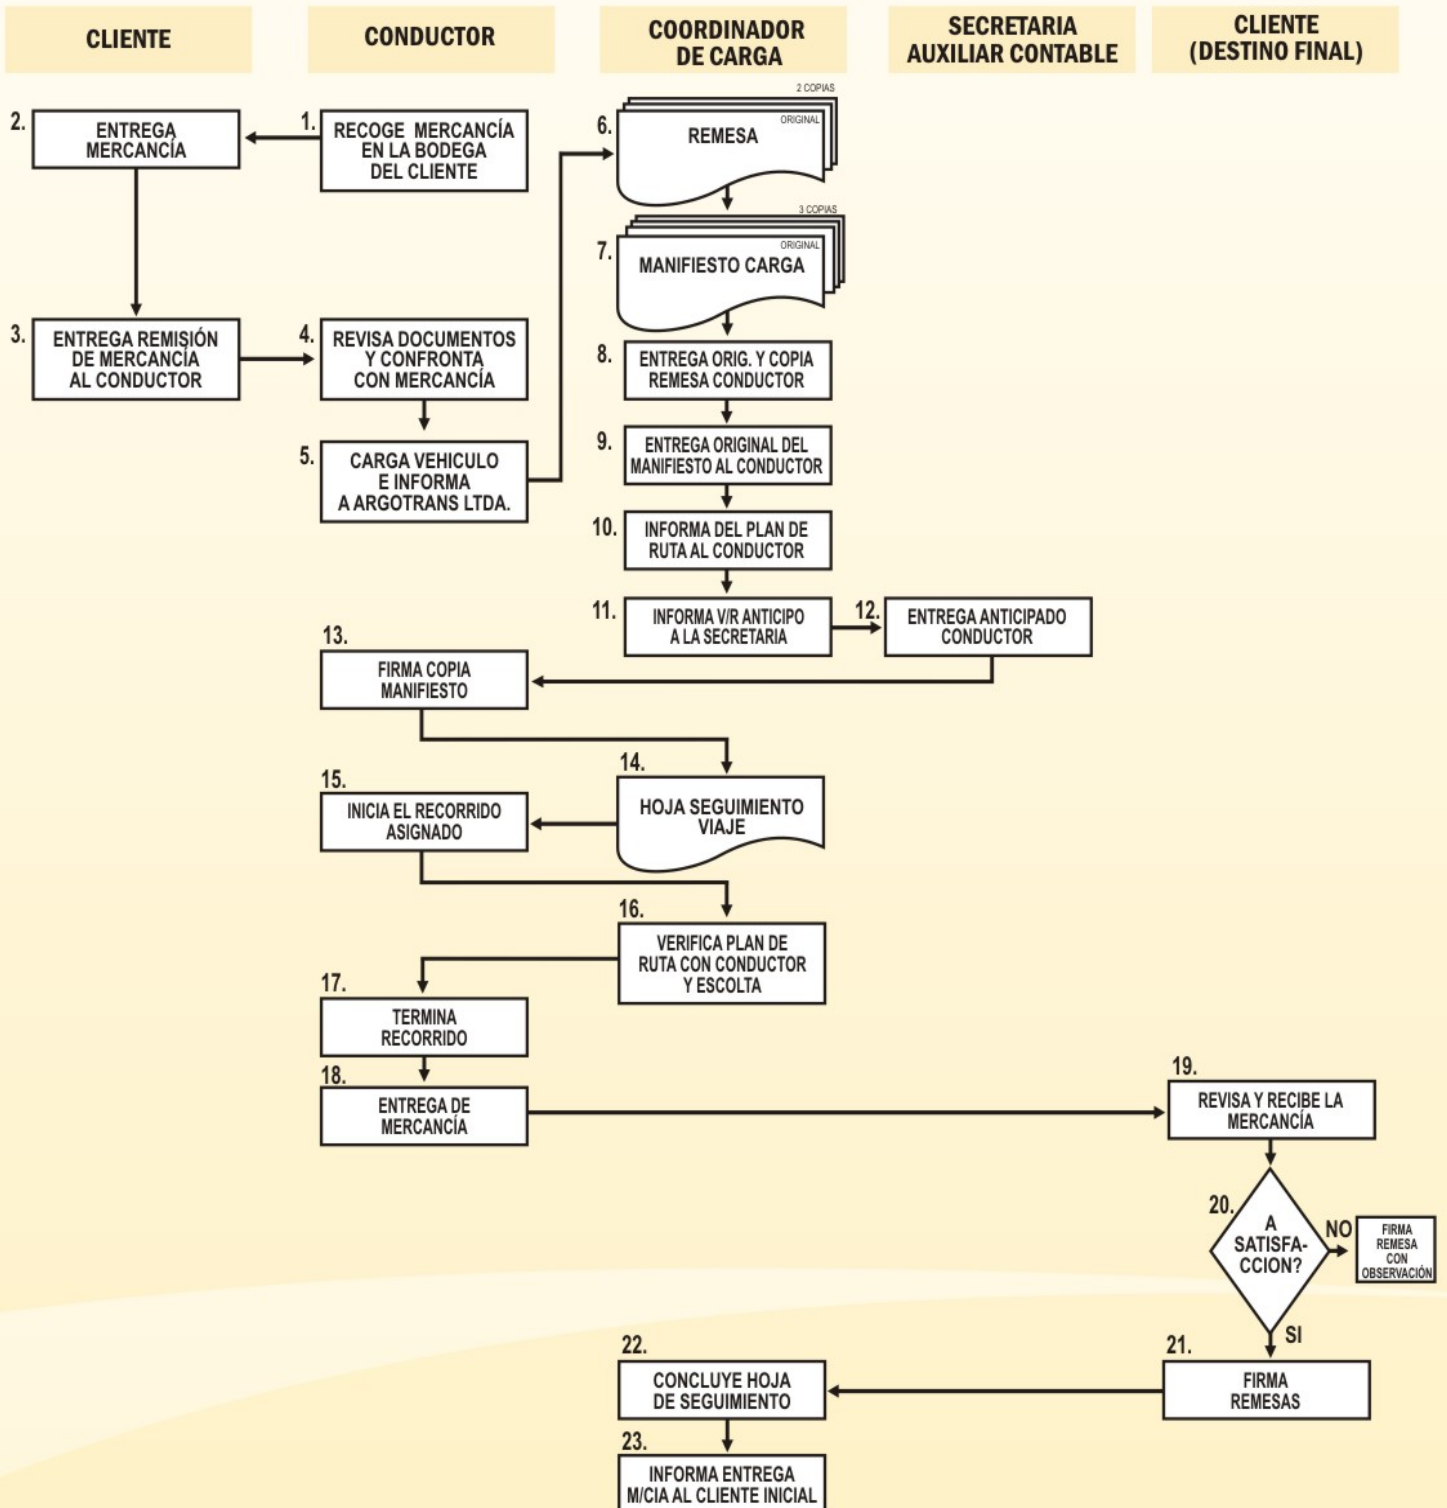 CLIENTE
CONDUCTOR
COORDINADOR
DE CARGA
SECRETARIA
AUXILIAR CONTABLE
CLIENTE
(DESTINO FINAL)
2.
ENTREGA
MERCANCÍA
1.
RECOGE MERCANCÍA
EN LA BODEGA
DEL CLIENTE
2 COPIAS
ORIGINAL
6.
REMESA
3 COPIAS
ORIGINAL
7.
MANIFIESTO CARGA
3.
ENTREGA REMISIÓN
DE MERCANCÍA
AL CONDUCTOR
4.
REVISA DOCUMENTOS
Y CONFRONTA
CON MERCANCÍA
8.
ENTREGA ORIG. Y COPIA
REMESA CONDUCTOR
5.
CARGA VEHICULO
E INFORMA
A ARGOTRANS LTDA.
9.
ENTREGA ORIGINAL DEL
MANIFIESTO AL CONDUCTOR
10.
INFORMA DEL PLAN DE
RUTA AL CONDUCTOR
11.
INFORMA V/R ANTICIPO
A LA SECRETARIA
12.
ENTREGA ANTICIPADO
CONDUCTOR
13.
FIRMA COPIA
MANIFIESTO
14.
HOJA SEGUIMIENTO
VIAJE
15.
INICIA EL RECORRIDO
ASIGNADO
16.
VERIFICA PLAN DE
RUTA CON CONDUCTOR
Y ESCOLTA
17.
TERMINA
RECORRIDO
18.
ENTREGA DE
MERCANCÍA
19.
REVISA Y RECIBE LA
MERCANCÍA
20.
A
SATISFA-
CCION?
NO
FIRMA
REMESA
CON
OBSERVACIÓN
SI
21.
FIRMA
REMESAS
22.
CONCLUYE HOJA
DE SEGUIMIENTO
23.
INFORMA ENTREGA
M/CIA AL CLIENTE INICIAL